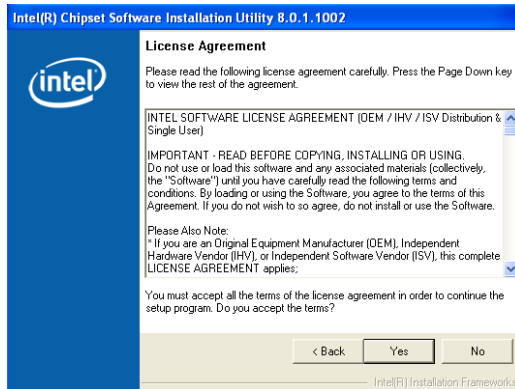 Intel(R) Chipset Software Installation Utility 8.0.1.1002
License Agreement
intel
Please read the following license agreement carefully. Press the Page Down key
to view the rest of the agreement.
INTEL SOFTWARE LICENSE AGREEMENT (OEM / IHV / ISV Distribution &
Single User)
IMPORTANT - READ BEFORE COPYING, INSTALLING OR USING.
Do not use or load this software and any associated materials (collectively,
the "Software") until you have carefully read the following terms and
conditions. By loading or using the Software, you agree to the terms of this
Agreement. If you do not wish to so agree, do not install or use the Software.
Please Also Note:
* If you are an Original Equipment Manufacturer (OEM), Independent
Hardware Vendor (IHV), or Independent Software Vendor (ISV), this complete
LICENSE AGREEMENT applies;
You must accept all the terms of the license agreement in order to continue the
setup program. Do you accept the terms?
< Back
Yes
No
Intel(R) Installation Frameworks